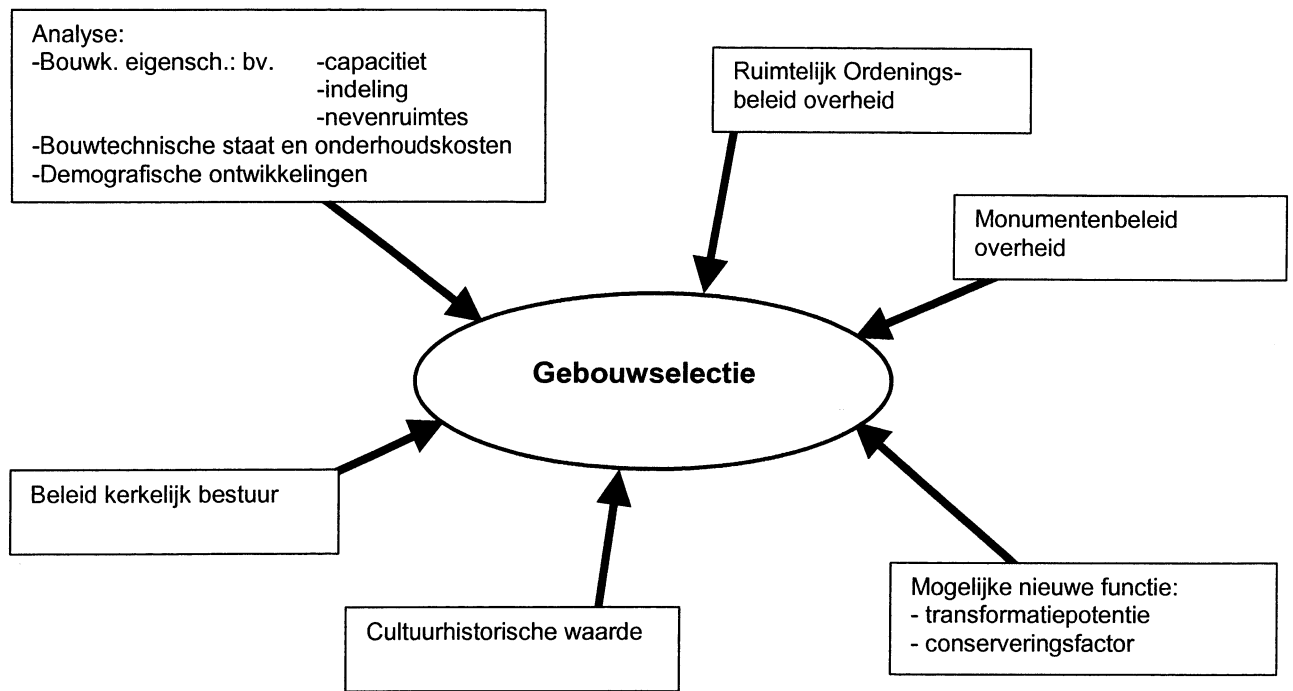 Analyse:
-Bouwk. eigensch.: bv. -capacitiet
-indeling
-nevenruimtes
-Bouwtechnische staat en onderhoudskosten
-Demografische ontwikkelingen
Ruimtelijk Ordenings-
beleid overheid
Monumentenbeleid
overheid
Gebouwselectie
Beleid kerkelijk bestuur
Cultuurhistorische waarde
Mogelijke nieuwe functie:
- transformatiepotentie
- conserveringsfactor